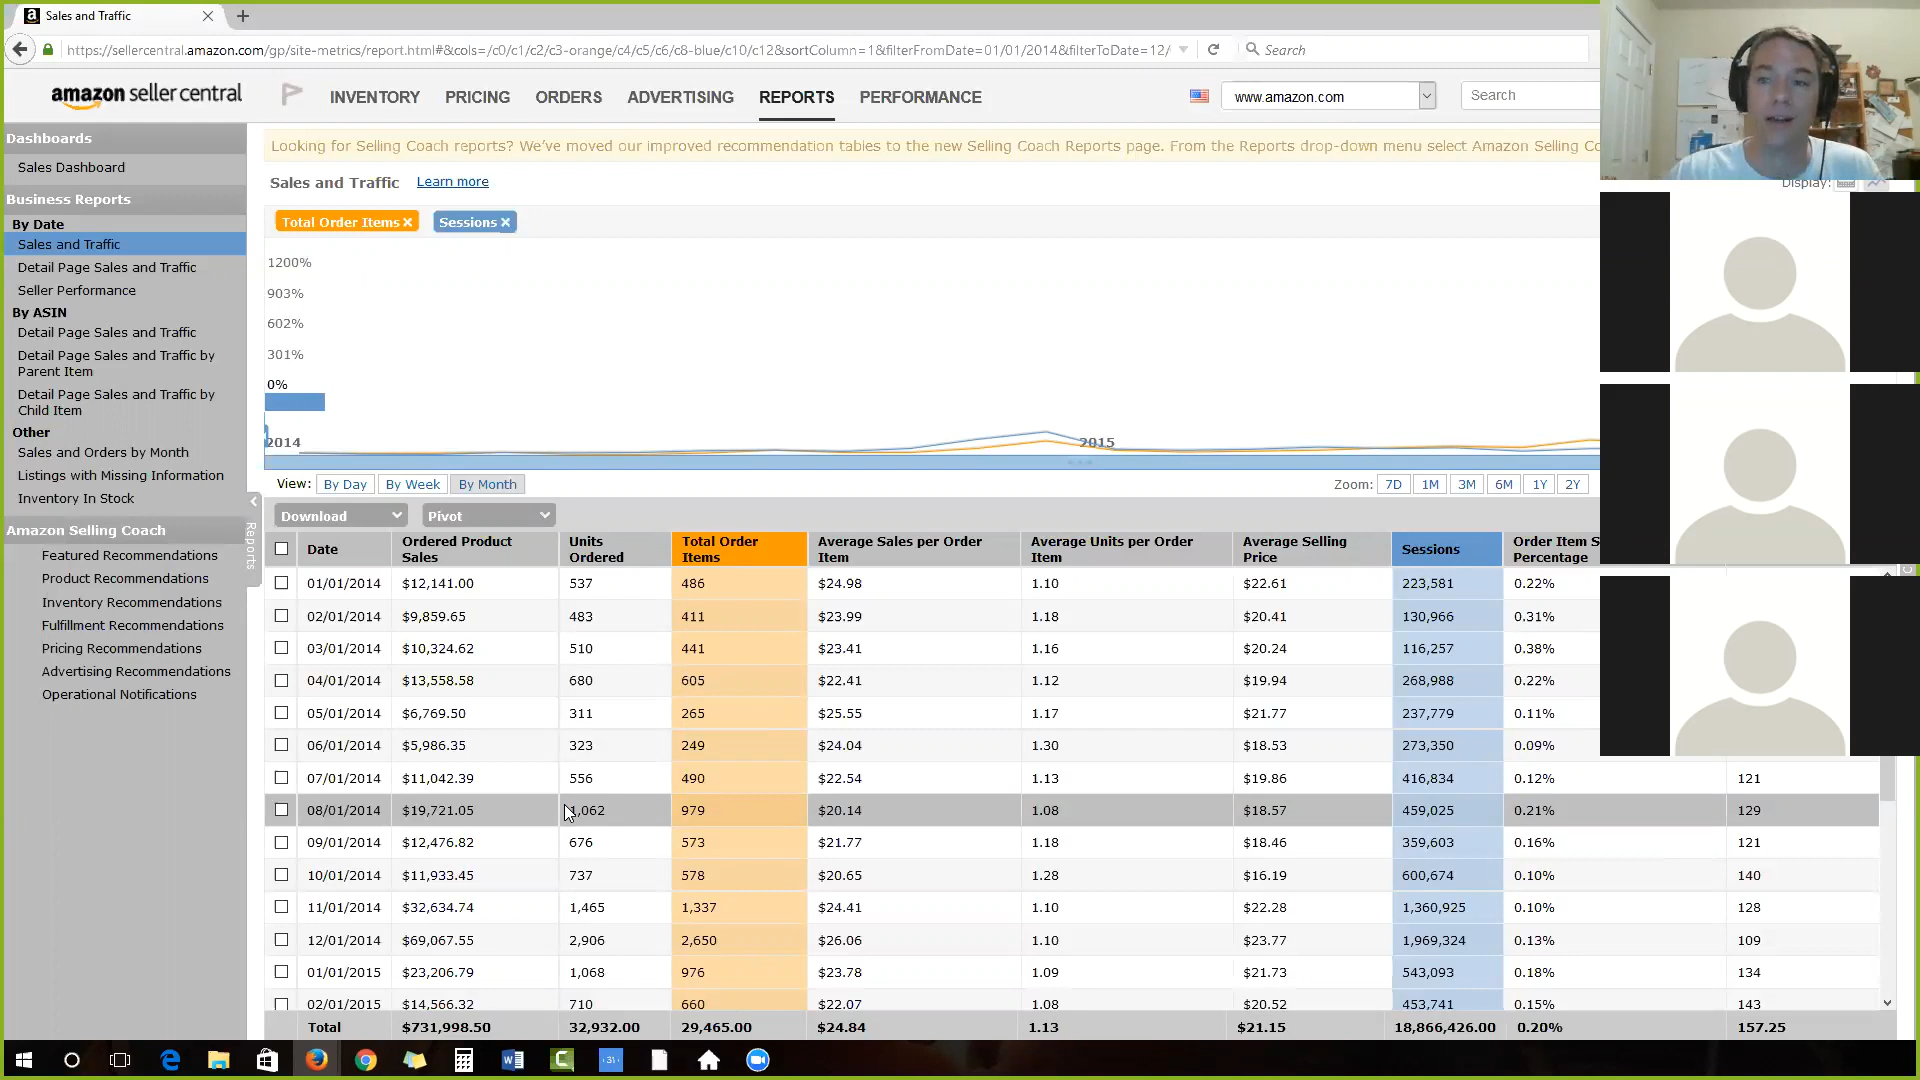 Sales and Traffic
https://sellercentral.amazon.com/gp/site-metrics/report.html#&cols=/c0/c1/c2/c3-orange/c4/c5/c6/c8-blue/c10/c12&sortColumn=1&filterFromDate=01/01/2014&filterToDate=12/
Search
amazon seller central
INVENTORY PRICING ORDERS ADVERTISING REPORTS PERFORMANCE
www.amazon.com
Search
Dashboards
Sales Dashboard
Business Reports
By Date
Sales and Traffic
Detail Page Sales and Traffic
Seller Performance
By ASIN
Detail Page Sales and Traffic
Detail Page Sales and Traffic by
Parent Item
Detail Page Sales and Traffic by
Child Item
Other
Sales and Orders by Month
Listings with Missing Information
Inventory In Stock
Amazon Selling Coach
Featured Recommendations
Product Recommendations
Inventory Recommendations
Fulfillment Recommendations
Pricing Recommendations
Advertising Recommendations
Operational Notifications
Reports
Looking for Selling Coach reports? We've moved our improved recommendation tables to the new Selling Coach Reports page. From the Reports drop-down menu select Amazon Selling Co
Sales and Traffic Learn more
Display:
Total Order Items Sessions
1200%
903%
602%
301%
0%
2014 2015
View: By Day By Week By Month
Zoom: 7D 1M 3M 6M 1Y 2Y
Download Pivot
Date Ordered Product Sales Units Ordered Total Order Items Average Sales per Order Item Average Units per Order Item Average Selling Price Sessions Order Item S Percentage
01/01/2014 $12,141.00 537 486 $24.98 1.10 $22.61 223,581 0.22%
02/01/2014 $9,859.65 483 411 $23.99 1.18 $20.41 130,966 0.31%
03/01/2014 $10,324.62 510 441 $23.41 1.16 $20.24 116,257 0.38%
04/01/2014 $13,558.58 680 605 $22.41 1.12 $19.94 268,988 0.22%
05/01/2014 $6,769.50 311 265 $25.55 1.17 $21.77 237,779 0.11%
06/01/2014 $5,986.35 323 249 $24.04 1.30 $18.53 273,350 0.09%
07/01/2014 $11,042.39 556 490 $22.54 1.13 $19.86 416,834 0.12% 121
08/01/2014 $19,721.05 1,062 979 $20.14 1.08 $18.57 459,025 0.21% 129
09/01/2014 $12,476.82 676 573 $21.77 1.18 $18.46 359,603 0.16% 121
10/01/2014 $11,933.45 737 578 $20.65 1.28 $16.19 600,674 0.10% 140
11/01/2014 $32,634.74 1,465 1,337 $24.41 1.10 $22.28 1,360,925 0.10% 128
12/01/2014 $69,067.55 2,906 2,650 $26.06 1.10 $23.77 1,969,324 0.13% 109
01/01/2015 $23,206.79 1,068 976 $23.78 1.09 $21.73 543,093 0.18% 134
02/01/2015 $14,566.32 710 660 $22.07 1.08 $20.52 453,741 0.15% 143
Total $731,998.50 32,932.00 29,465.00 $24.84 1.13 $21.15 18,866,426.00 0.20% 157.25